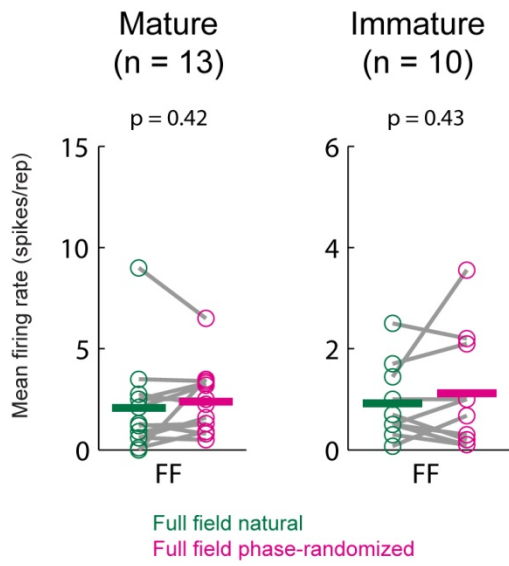 Mature
(n = 13)
Immature
(n = 10)
p = 0.42
p = 0.43
Mean firing rate (spikes/rep)
15
10
5
0
FF
6
4
2
0
FF
Full field natural
Full field phase-randomized